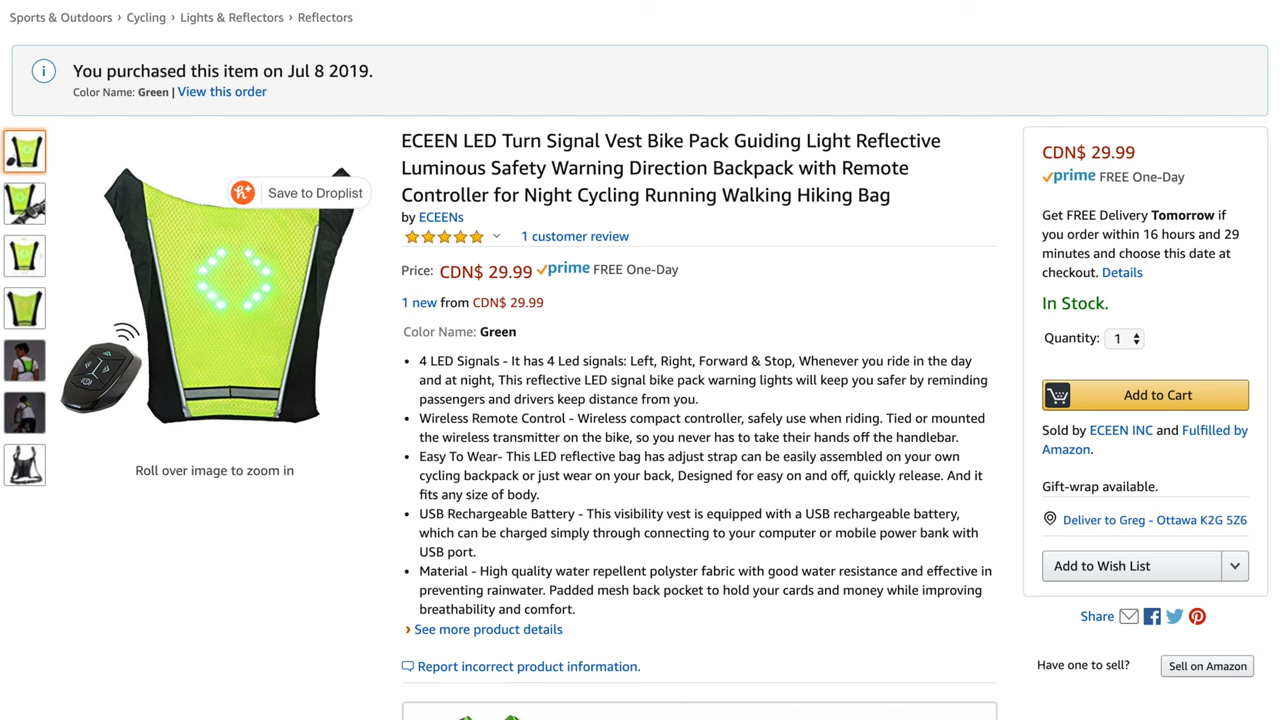 Sports & Outdoors › Cycling › Lights & Reflectors › Reflectors
You purchased this item on Jul 8 2019.
Color Name: Green | View this order
Save to Droplist
Roll over image to zoom in
ECEEN LED Turn Signal Vest Bike Pack Guiding Light Reflective
Luminous Safety Warning Direction Backpack with Remote
Controller for Night Cycling Running Walking Hiking Bag
by ECEENs
1 customer review
Price: CDN$ 29.99 prime FREE One-Day
1 new from CDN$ 29.99
Color Name: Green
• 4 LED Signals - It has 4 Led signals: Left, Right, Forward & Stop, Whenever you ride in the day
and at night, This reflective LED signal bike pack warning lights will keep you safer by reminding
passengers and drivers keep distance from you.
• Wireless Remote Control - Wireless compact controller, safely use when riding. Tied or mounted
the wireless transmitter on the bike, so you never has to take their hands off the handlebar.
• Easy To Wear- This LED reflective bag has adjust strap can be easily assembled on your own
cycling backpack or just wear on your back, Designed for easy on and off, quickly release. And it
fits any size of body.
• USB Rechargeable Battery - This visibility vest is equipped with a USB rechargeable battery,
which can be charged simply through connecting to your computer or mobile power bank with
USB port.
• Material - High quality water repellent polyster fabric with good water resistance and effective in
preventing rainwater. Padded mesh back pocket to hold your cards and money while improving
breathability and comfort.
› See more product details
Report incorrect product information.
CDN$ 29.99
prime FREE One-Day
Get FREE Delivery Tomorrow if
you order within 16 hours and 29
minutes and choose this date at
checkout. Details
In Stock.
Quantity: 1
Add to Cart
Sold by ECEEN INC and Fulfilled by
Amazon.
Gift-wrap available.
Deliver to Greg - Ottawa K2G 5Z6
Add to Wish List
Share
Have one to sell? Sell on Amazon